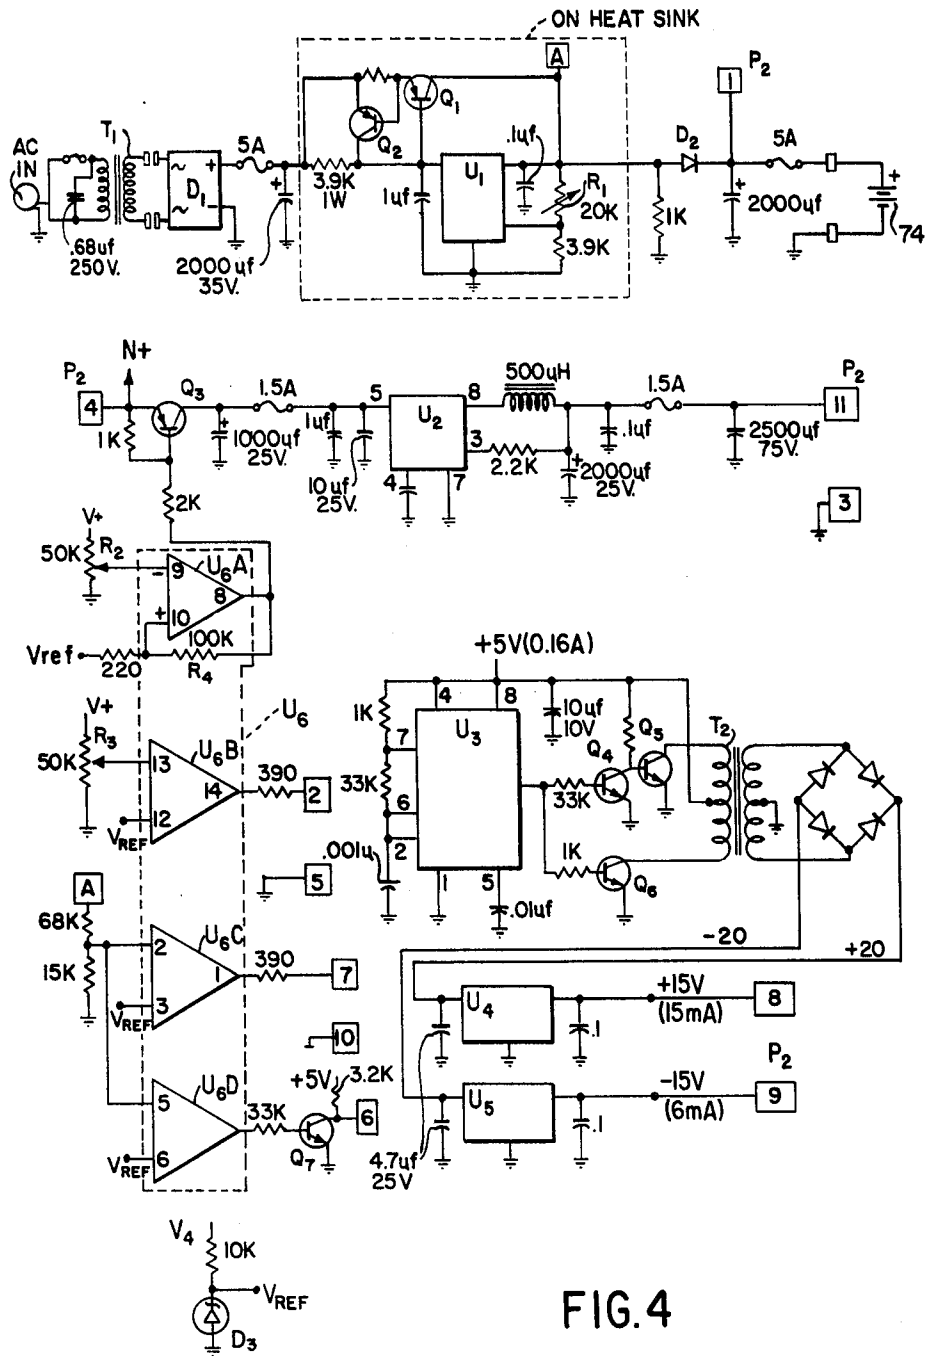 ON HEAT SINK
A
P2
1
AC
IN
T1
5A
Q1
Q2
D1
~
~
+
-
+
3.9K
1W
1uf
U1
.1uf
R1
20K
3.9K
D2
5A
1K
+
2000uf
+
74
.68uf
250V.
2000uf
35V.
N+
P2
4
Q3
1.5A
500uH
1.5A
P2
11
1K
+
1000uf
25V.
1uf
10uf
25V.
5
U2
8
3
4
7
2.2K
+
2000uf
25V.
.1uf
2500uf
75V.
2K
3
V+
50K
R2
U6A
-
9
8
+
10
100K
R4
Vref
220
U6
V+
R3
50K
U6B
13
14
12
VREF
390
2
5
A
68K
15K
U6C
2
1
3
VREF
390
7
10
U6D
5
6
VREF
33K
+5V
3.2K
6
Q7
+5V(0.16A)
1K
4
8
U3
7
33K
6
2
.001u
1
5
.01uf
10uf
10V
Q5
Q4
33K
T2
1K
Q6
-20
+20
U4
.1
+15V
(15mA)
8
U5
.1
-15V
(6mA)
P2
9
4.7uf
25V
V4
10K
VREF
D3
FIG.4